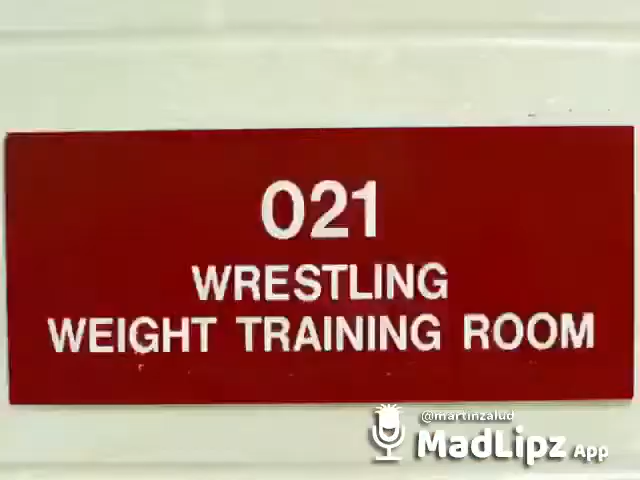 021
WRESTLING
WEIGHT TRAINING ROOM
@martinzalud
MadLipz App